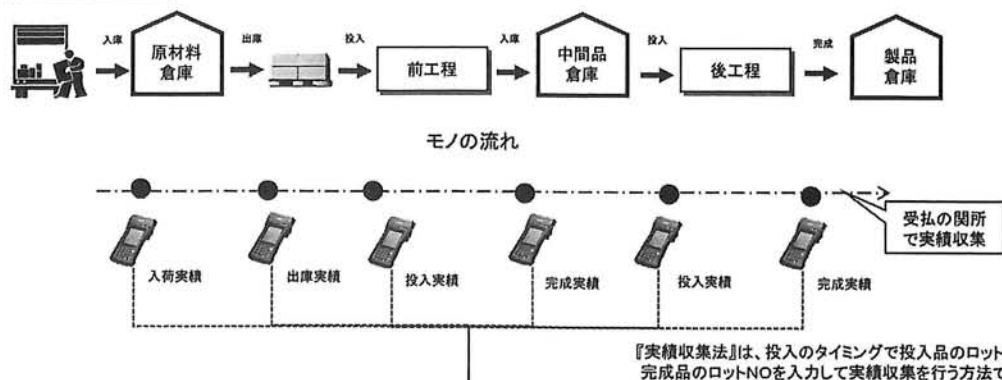 入庫
原材料
倉庫
出庫
投入
前工程
入庫
中間品
倉庫
投入
後工程
完成
製品
倉庫
モノの流れ
受払の関所
で実績収集
入荷実績
出庫実績
投入実績
完成実績
投入実績
完成実績
『実績収集法』は、投入のタイミングで投入品のロット
完成品のロットNOを入力して実績収集を行う方法で